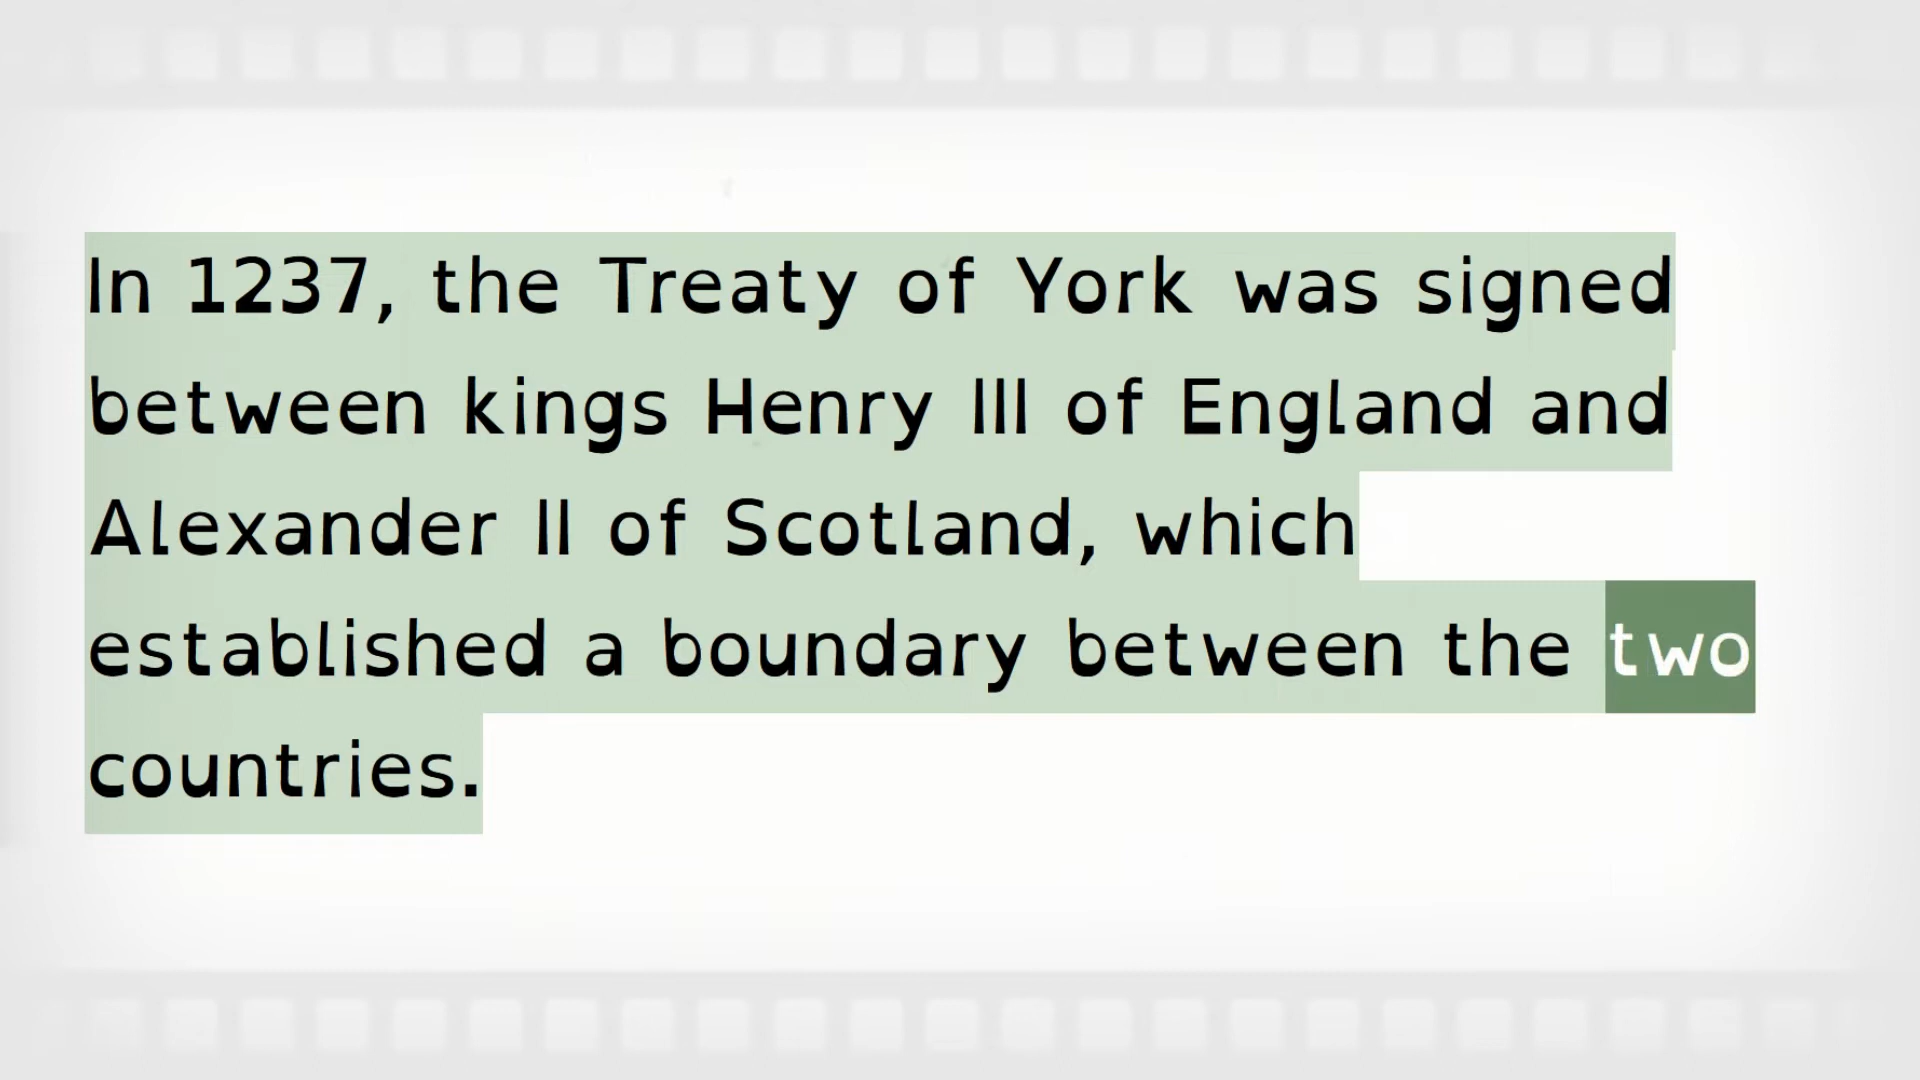 In 1237, the Treaty of York was signed
between kings Henry III of England and
Alexander II of Scotland, which
established a boundary between the two
countries.